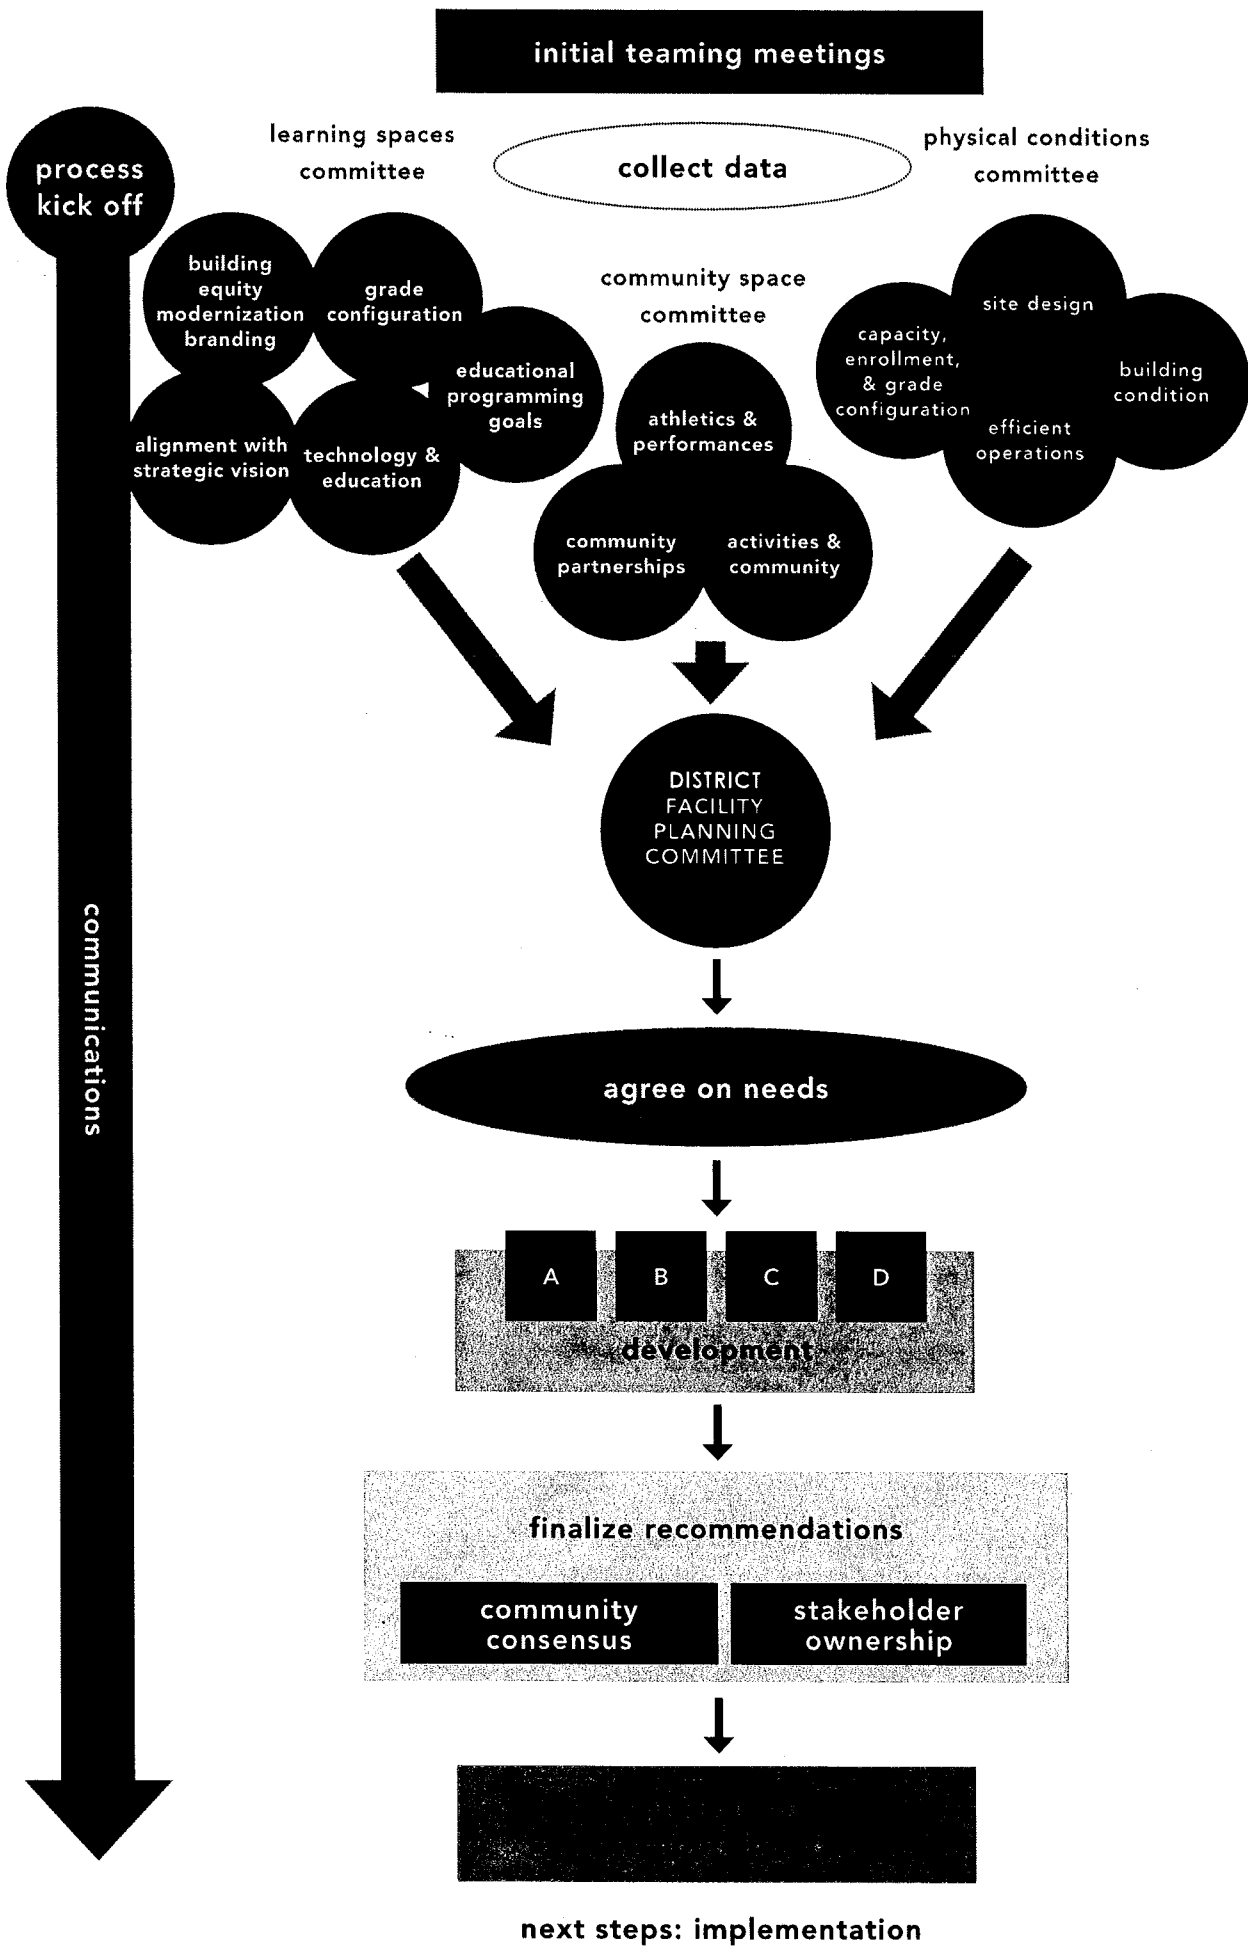 initial teaming meetings
process
kick off
learning spaces
committee
collect data
physical conditions
committee
building
equity
modernization
branding
grade
configuration
educational
programming
goals
alignment with
strategic vision
technology &
education
community space
committee
athletics &
performances
community
partnerships
activities &
community
site design
capacity,
enrollment,
& grade
configuration
building
condition
efficient
operations
DISTRICT
FACILITY
PLANNING
COMMITTEE
communications
agree on needs
A
B
C
D
development
finalize recommendations
community
consensus
stakeholder
ownership
next steps: implementation